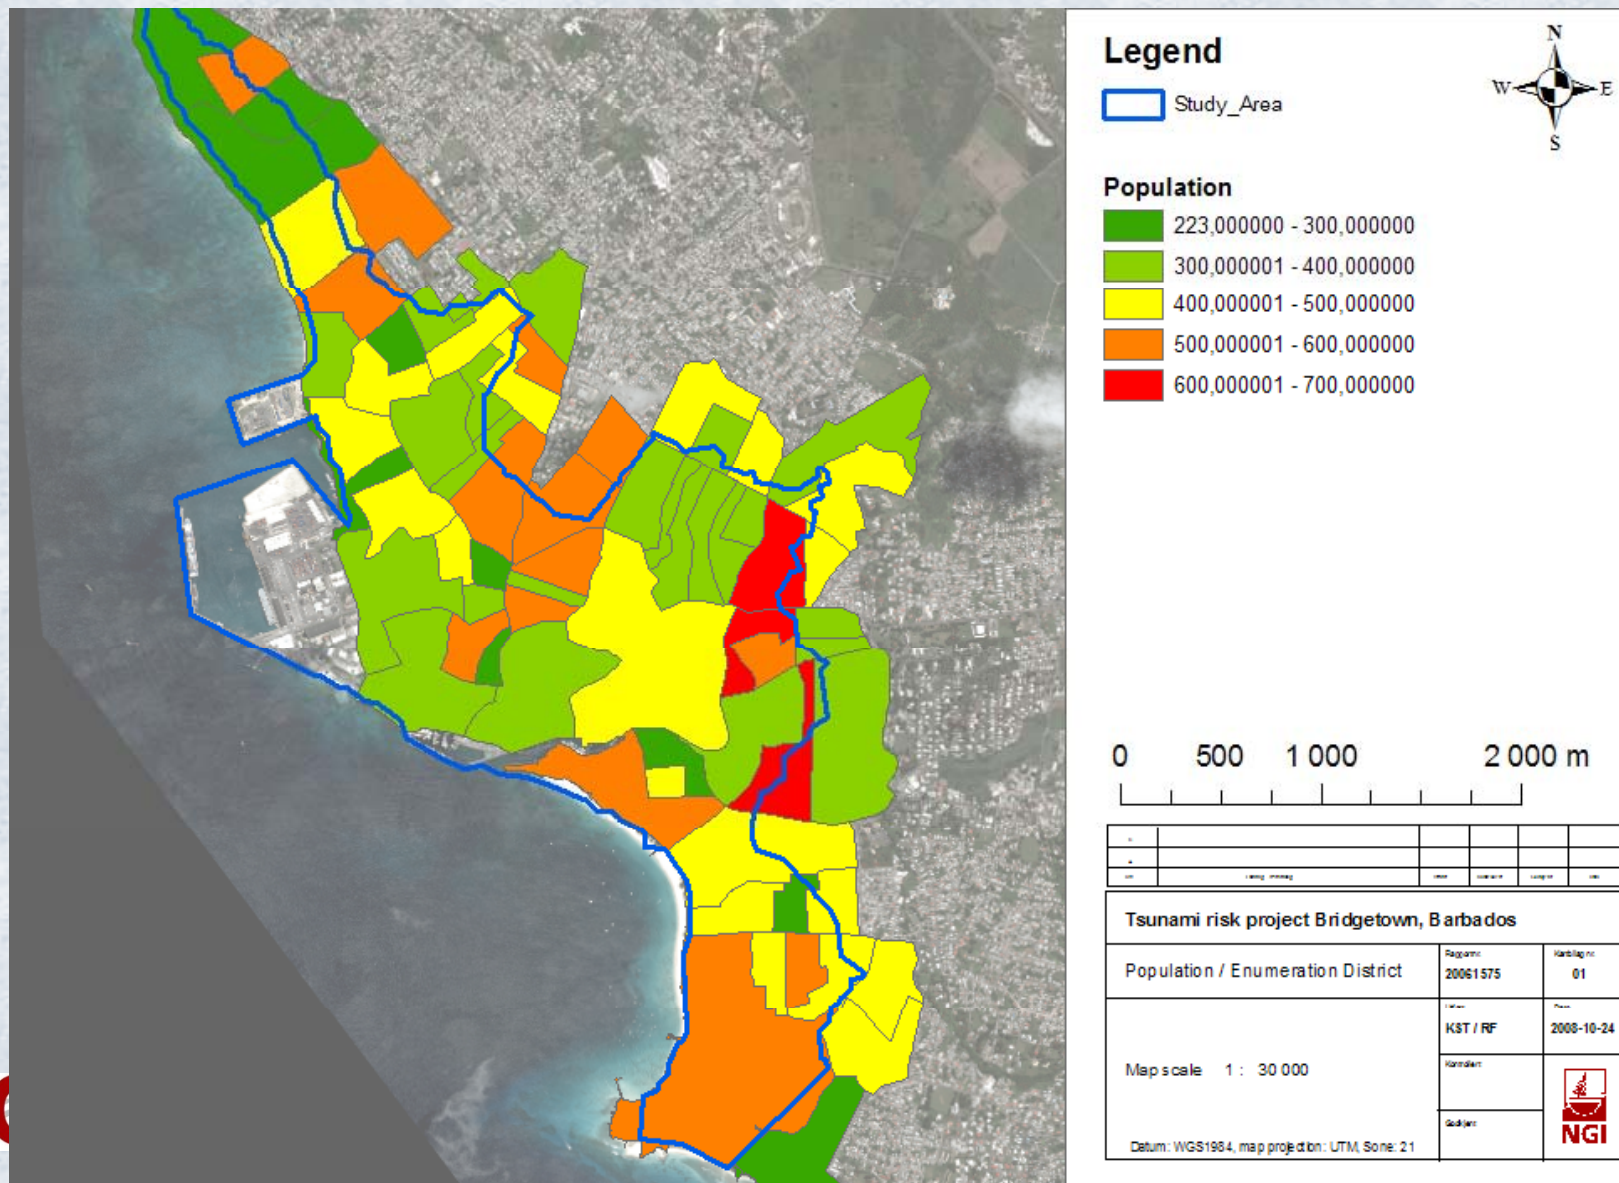 Legend
N
W E
S
Study_Area
Population
223,000000 - 300,000000
300,000001 - 400,000000
400,000001 - 500,000000
500,000001 - 600,000000
600,000001 - 700,000000
0 500 1 000 2 000 m
Tsunami risk project Bridgetown, Barbados
Population / Enumeration District
20061575
01
KST / RF
2008-10-24
Map scale 1 : 30 000
Datum: WGS1984, map projection: UTM, Sone: 21
NGI